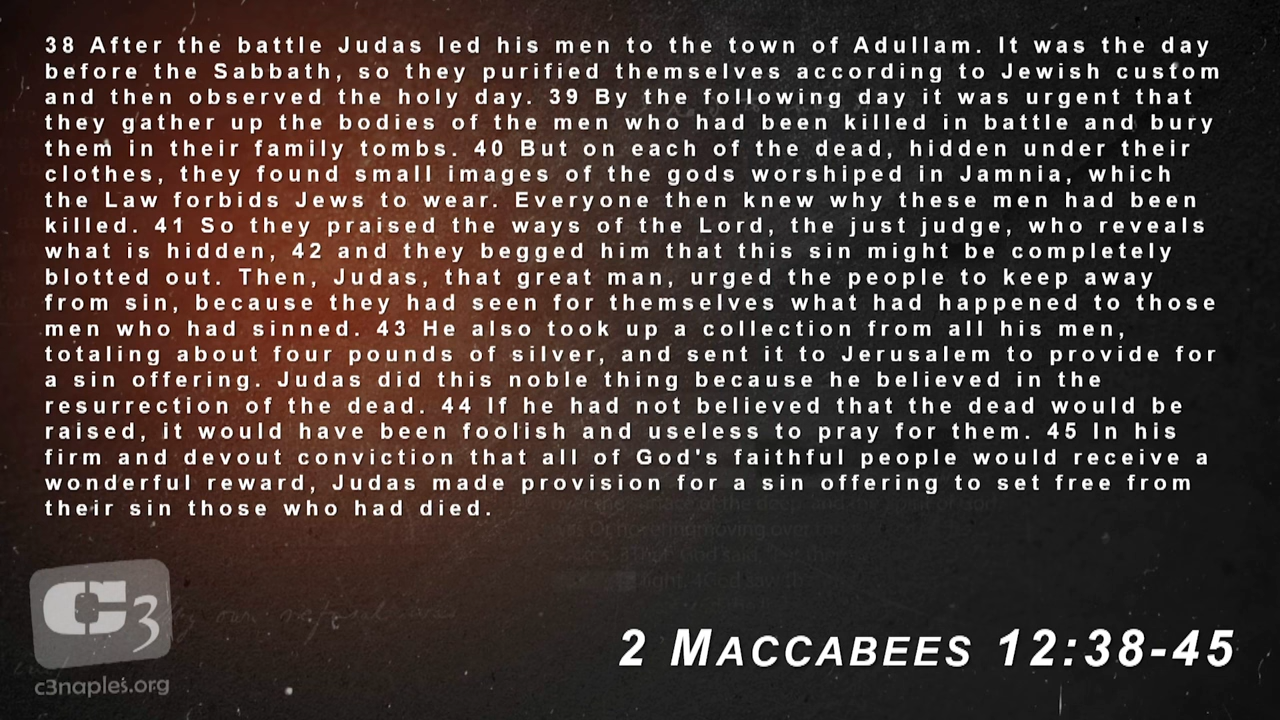 38 After the battle Judas led his men to the town of Adullam. It was the day
before the Sabbath, so they purified themselves according to Jewish custom
and then observed the holy day. 39 By the following day it was urgent that
they gather up the bodies of the men who had been killed in battle and bury
them in their family tombs. 40 But on each of the dead, hidden under their
clothes, they found small images of the gods worshiped in Jamnia, which
the Law forbids Jews to wear. Everyone then knew why these men had been
killed. 41 So they praised the ways of the Lord, the just judge, who reveals
what is hidden, 42 and they begged him that this sin might be completely
blotted out. Then, Judas, that great man, urged the people to keep away
from sin, because they had seen for themselves what had happened to those
men who had sinned. 43 He also took up a collection from all his men,
totaling about four pounds of silver, and sent it to Jerusalem to provide for
a sin offering. Judas did this noble thing because he believed in the
resurrection of the dead. 44 If he had not believed that the dead would be
raised, it would have been foolish and useless to pray for them. 45 In his
firm and devout conviction that all of God's faithful people would receive a
wonderful reward, Judas made provision for a sin offering to set free from
their sin those who had died.
C3
c3naples.org
2 MACCABEES 12:38-45